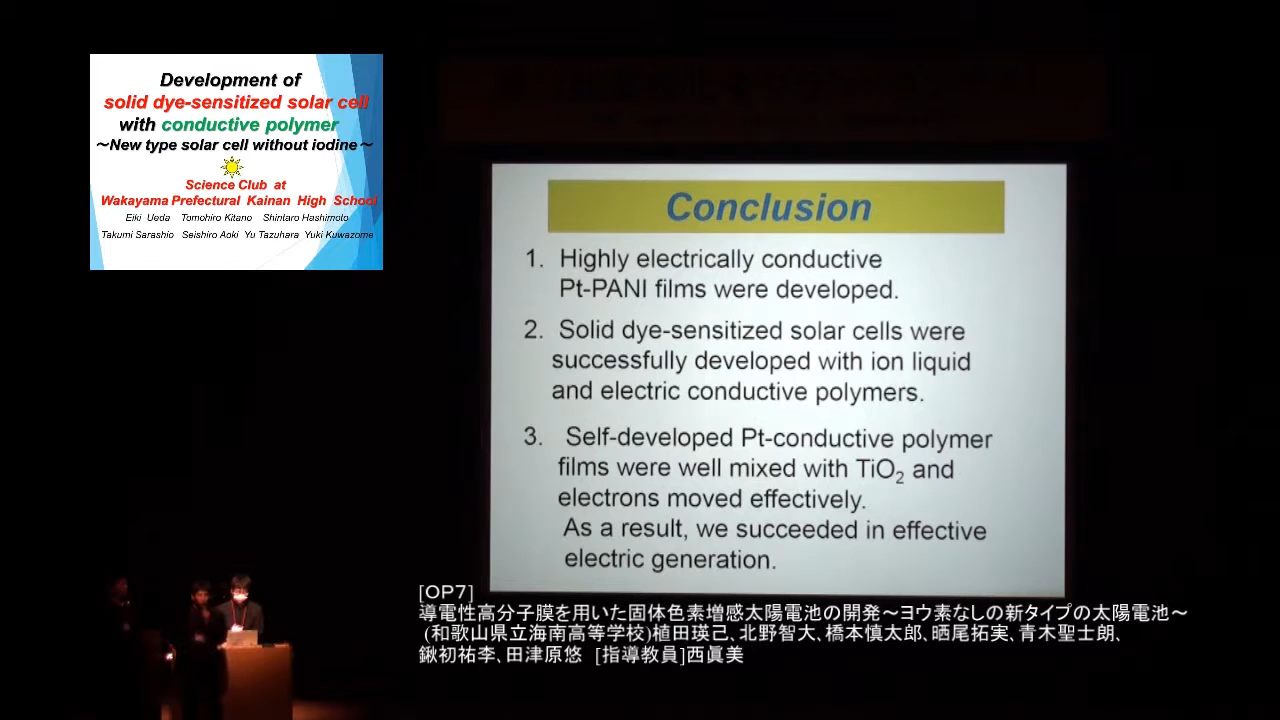 Development of
solid dye-sensitized solar cell
with conductive polymer
～New type solar cell without iodine～
Science Club at
Wakayama Prefectural Kainan High School
Eiki Ueda Tomohiro Kitano Shintaro Hashimoto
Takumi Sarashio Seishiro Aoki Yu Tazuhara Yuki Kuwazome
Conclusion
1. Highly electrically conductive
Pt-PANI films were developed.
2. Solid dye-sensitized solar cells were
successfully developed with ion liquid
and electric conductive polymers.
3. Self-developed Pt-conductive polymer
films were well mixed with TiO₂ and
electrons moved effectively.
As a result, we succeeded in effective
electric generation.
[OP7]
導電性高分子膜を用いた固体色素増感太陽電池の開発～ヨウ素なしの新タイプの太陽電池～
(和歌山県立海南高等学校)植田瑛己、北野智大、橋本慎太郎、晒尾拓実、青木聖士朗、
鍬初祐李、田津原悠 [指導教員]西眞美